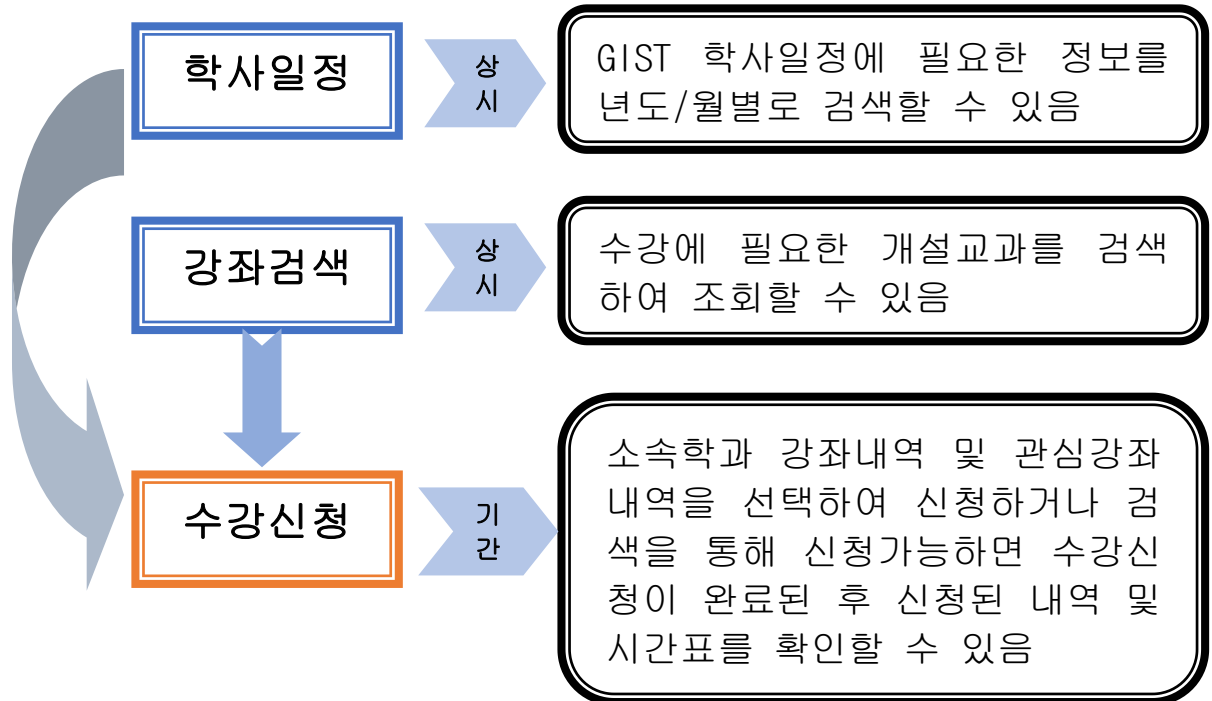 학사일정
상
시
GIST 학사일정에 필요한 정보를
년도/월별로 검색할 수 있음
강좌검색
상
시
수강에 필요한 개설교과를 검색
하여 조회할 수 있음
수강신청
기
간
소속학과 강좌내역 및 관심강좌
내역을 선택하여 신청하거나 검
색을 통해 신청가능하면 수강신
청이 완료된 후 신청된 내역 및
시간표를 확인할 수 있음